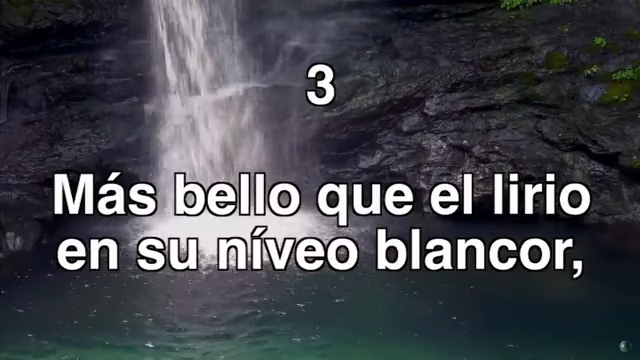 3
Más bello que el lirio
en su níveo blancor,